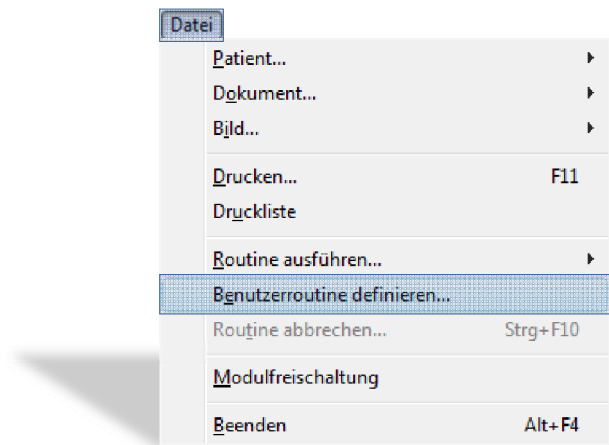 Datei
Patient...
Dokument...
Bild...
Drucken... F11
Druckliste
Routine ausführen...
Benutzerroutine definieren...
Routine abbrechen... Strg+F10
Modulfreischaltung
Beenden Alt+F4